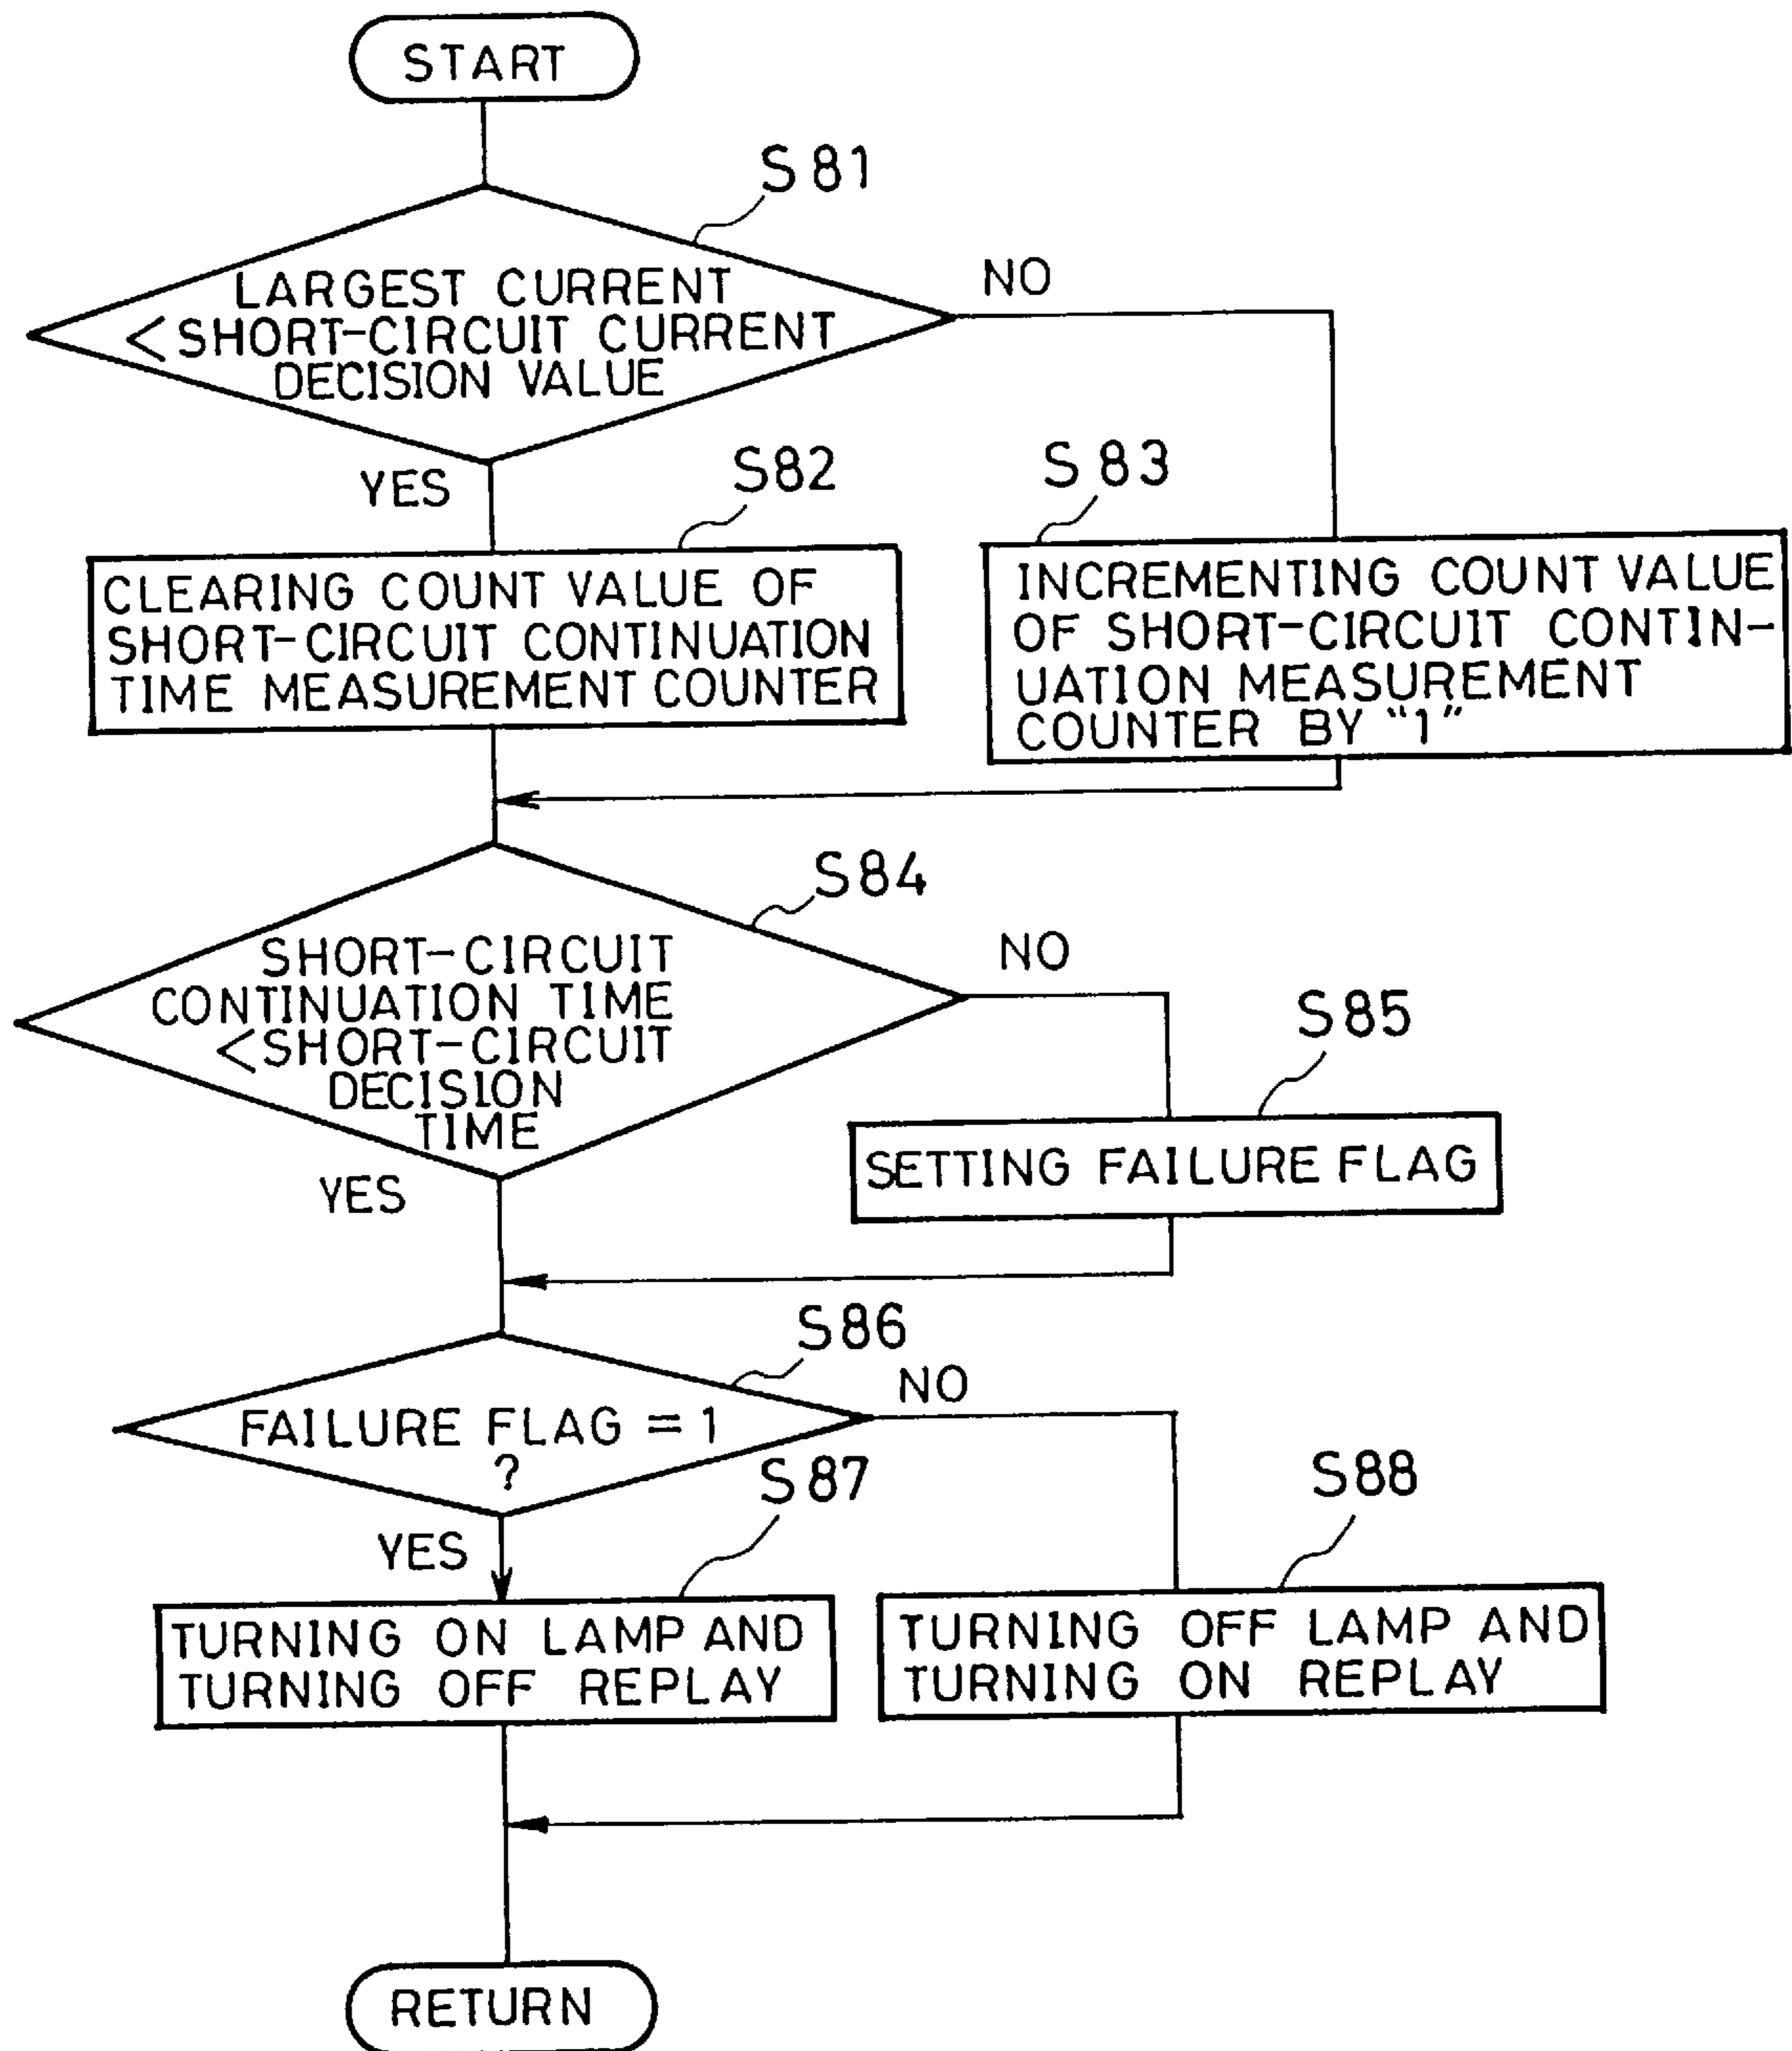 START
S81
LARGEST CURRENT
<SHORT-CIRCUIT CURRENT
DECISION VALUE
NO
YES
S82
CLEARING COUNT VALUE OF
SHORT-CIRCUIT CONTINUATION
TIME MEASUREMENT COUNTER
S83
INCREMENTING COUNT VALUE
OF SHORT-CIRCUIT CONTIN-
UATION MEASUREMENT
COUNTER BY "1"
S84
SHORT-CIRCUIT
CONTINUATION TIME
<SHORT-CIRCUIT
DECISION
TIME
NO
YES
S85
SETTING FAILURE FLAG
S86
FAILURE FLAG = 1
?
NO
YES
S87
TURNING ON LAMP AND
TURNING OFF REPLAY
S88
TURNING OFF LAMP AND
TURNING ON REPLAY
RETURN